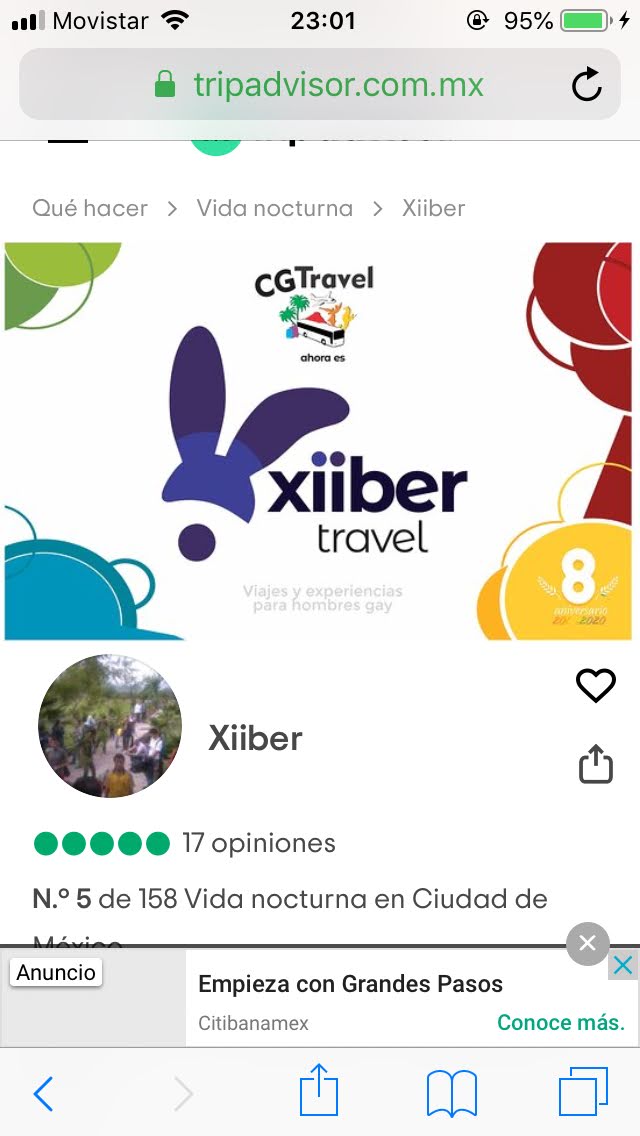 Movistar 23:01 95%
tripadvisor.com.mx
Qué hacer > Vida nocturna > Xiiber
CGTravel
ahora es
xiiber
travel
Viajes y experiencias
para hombres gay
8
aniversario
2020
Xiiber
17 opiniones
N.º 5 de 158 Vida nocturna en Ciudad de
México
Anuncio
Empieza con Grandes Pasos
Citibanamex
Conoce más.